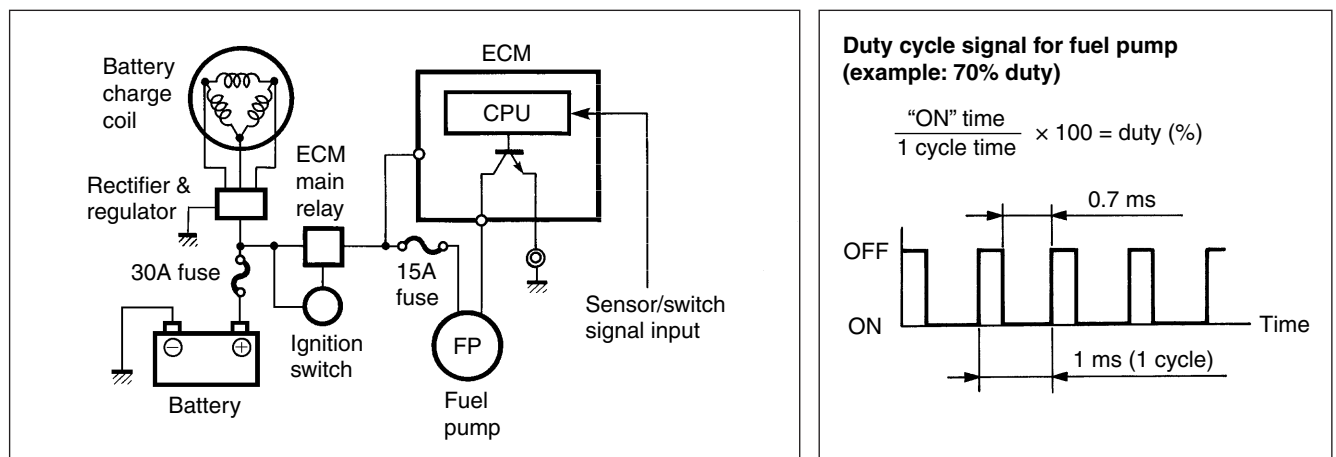 Battery
charge
coil
Rectifier &
regulator
30A fuse
Battery
ECM
main
relay
Ignition
switch
15A
fuse
FP
Fuel
pump
ECM
CPU
Sensor/switch
signal input
Duty cycle signal for fuel pump
(example: 70% duty)
“ON” time
1 cycle time
× 100 = duty (%)
0.7 ms
OFF
ON
Time
1 ms (1 cycle)